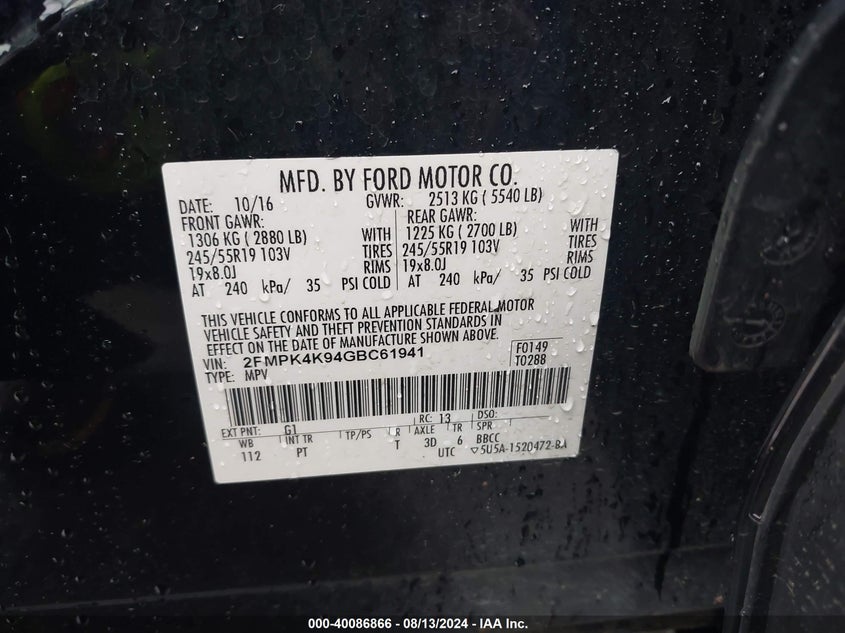 MFD. BY FORD MOTOR CO.
DATE: 10/16 GVWR: 2513 KG ( 5540 LB)
FRONT GAWR: REAR GAWR:
1306 KG ( 2880 LB) WITH 1225 KG ( 2700 LB) WITH
245/55R19 103V TIRES 245/55R19 103V TIRES
19x8.0J RIMS 19x8.0J RIMS
AT 240 kPa/ 35 PSI COLD AT 240 kPa/ 35 PSI COLD
THIS VEHICLE CONFORMS TO ALL APPLICABLE FEDERAL MOTOR
VEHICLE SAFETY AND THEFT PREVENTION STANDARDS IN
EFFECT ON THE DATE OF MANUFACTURE SHOWN ABOVE.
VIN: 2FMPK4K94GBC61941 F0149
TYPE: MPV T0288
EXT PNT: G1 RC: 13 DSO:
WB INT TR TP/PS R AXLE TR SPR
112 PT T 3D 6 BBCC
UTC ▽5U5A-1520472-BA
000-40086866 - 08/13/2024 - IAA Inc.